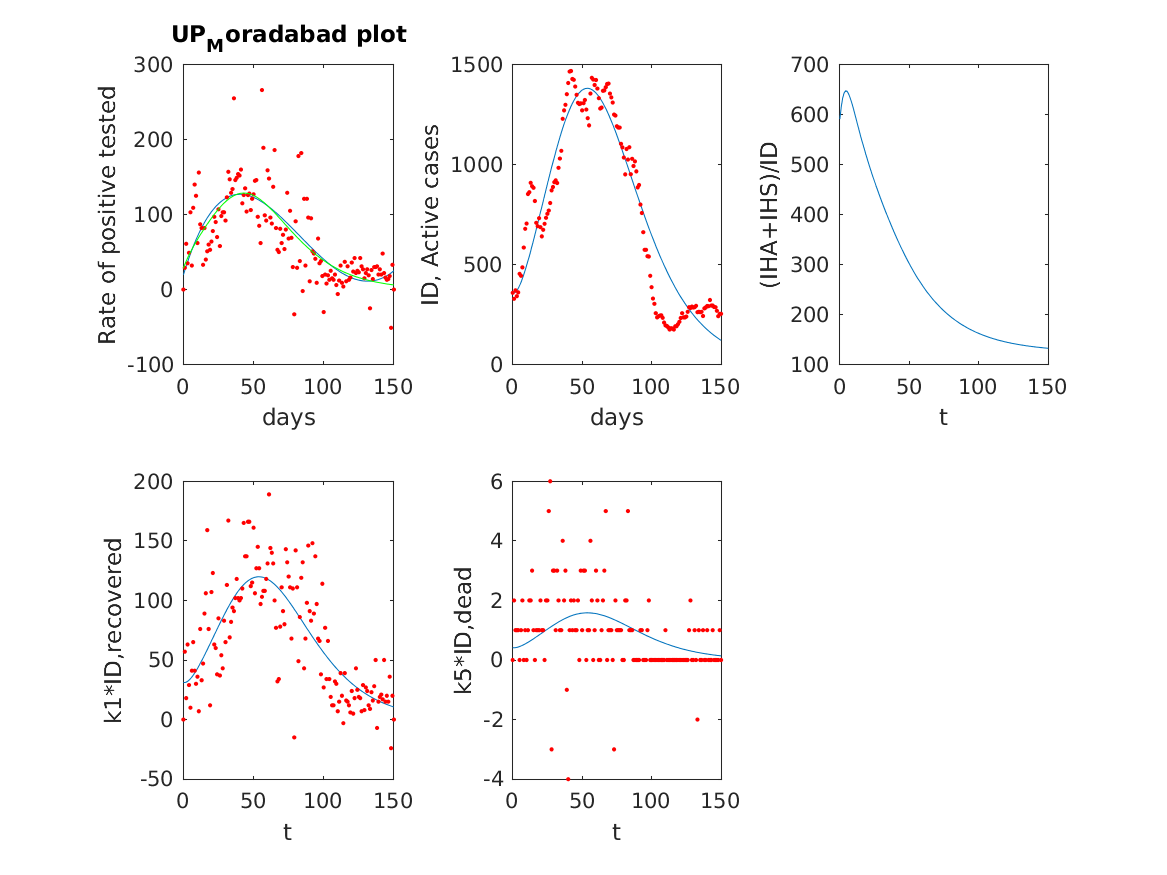 UPMoradabad plot
300
200
100
0
-100
Rate of positive tested
0 50 100 150
days
1500
1000
500
0
ID, Active cases
0 50 100 150
days
700
600
500
400
300
200
100
(IHA+IHS)/ID
0 50 100 150
t
200
150
100
50
0
-50
k1*ID,recovered
0 50 100 150
t
6
4
2
0
-2
-4
k5*ID,dead
0 50 100 150
t